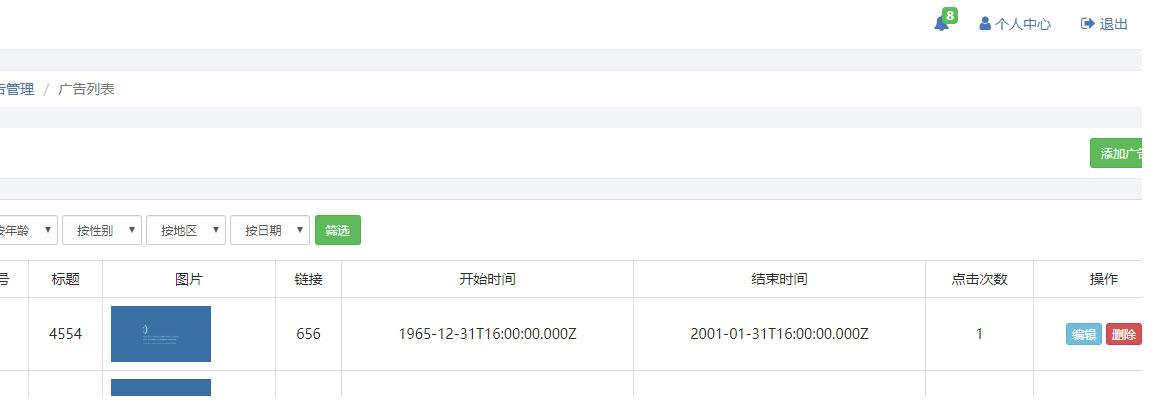 8 个人中心 退出
告管理 / 广告列表
添加广告
按年龄 按性别 按地区 按日期 筛选
号 标题 图片 链接 开始时间 结束时间 点击次数 操作
4554 :) 656 1965-12-31T16:00:00.000Z 2001-01-31T16:00:00.000Z 1 编辑 删除